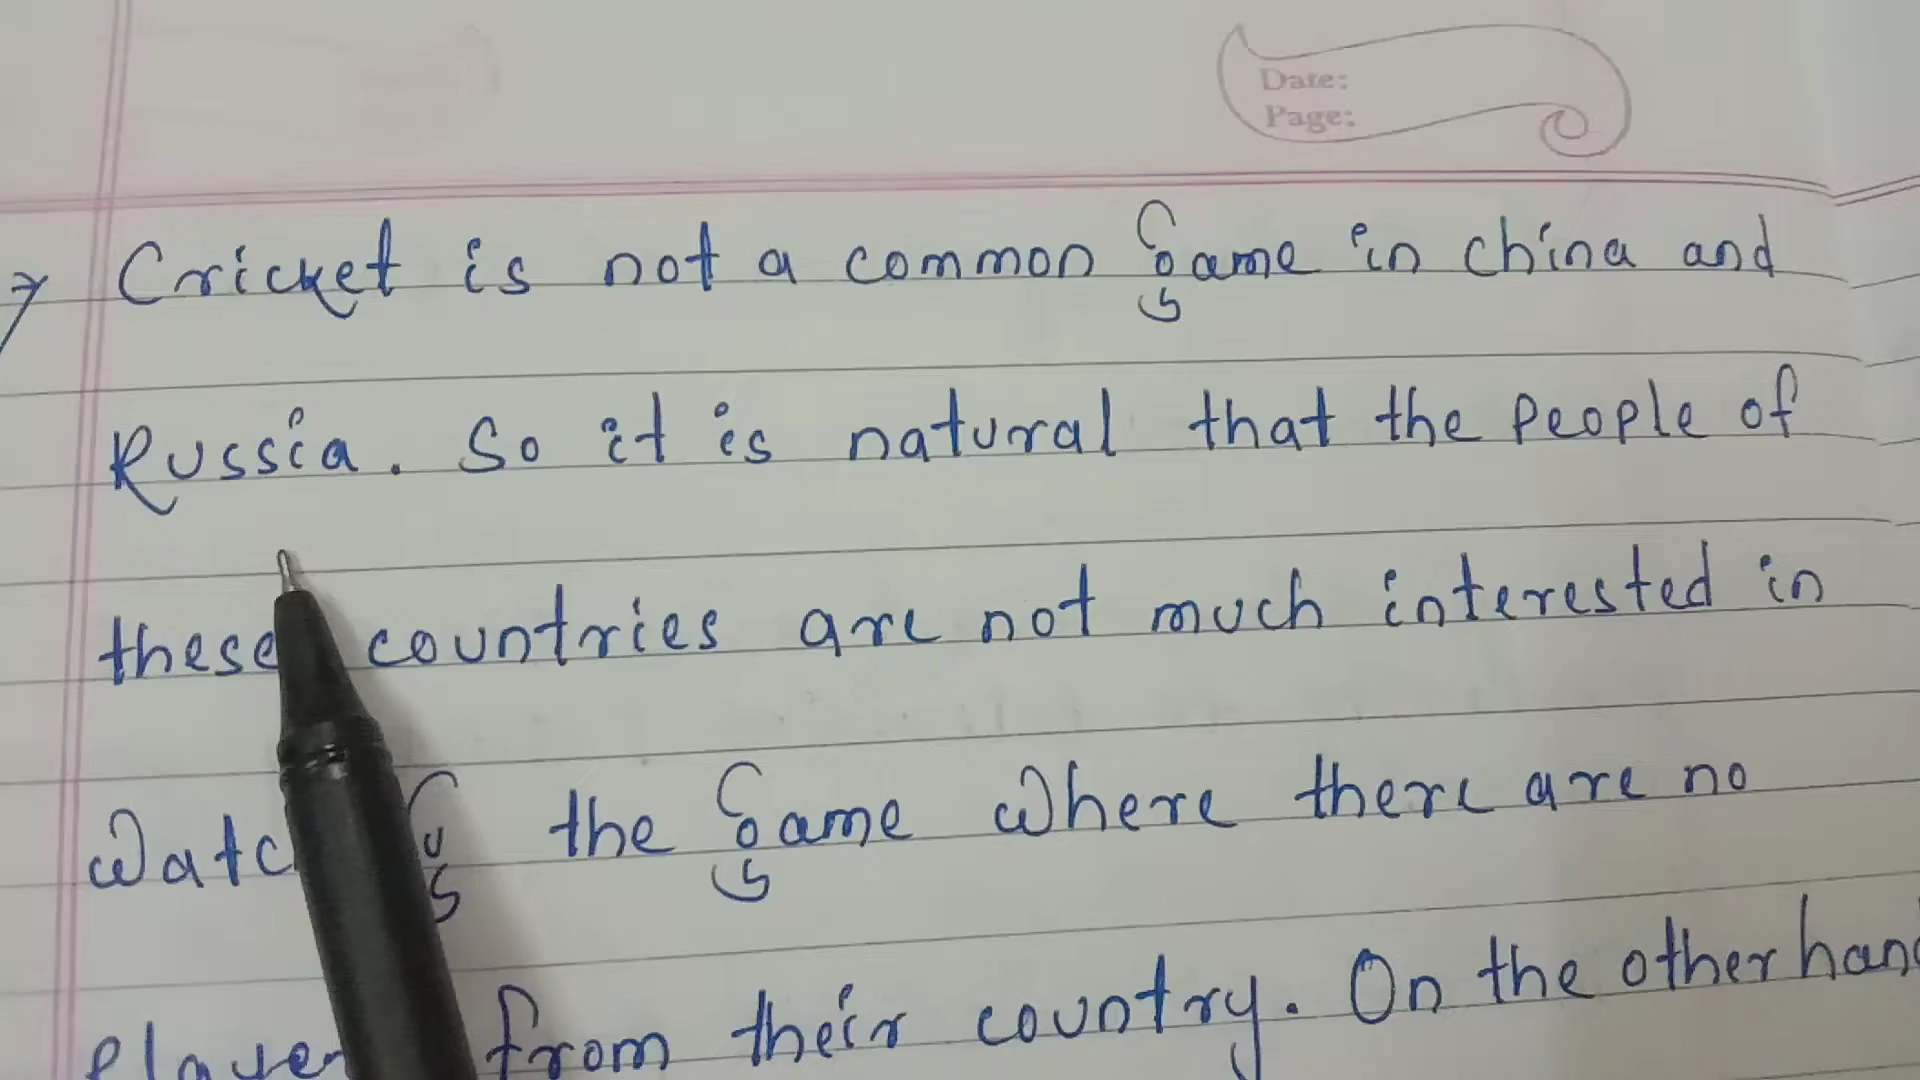 Date:
Page:
Cricket is not a common Game in china and
Russia. So it is natural that the people of
these countries are not much interested in
the Game where there are no
from their country. On the other hand